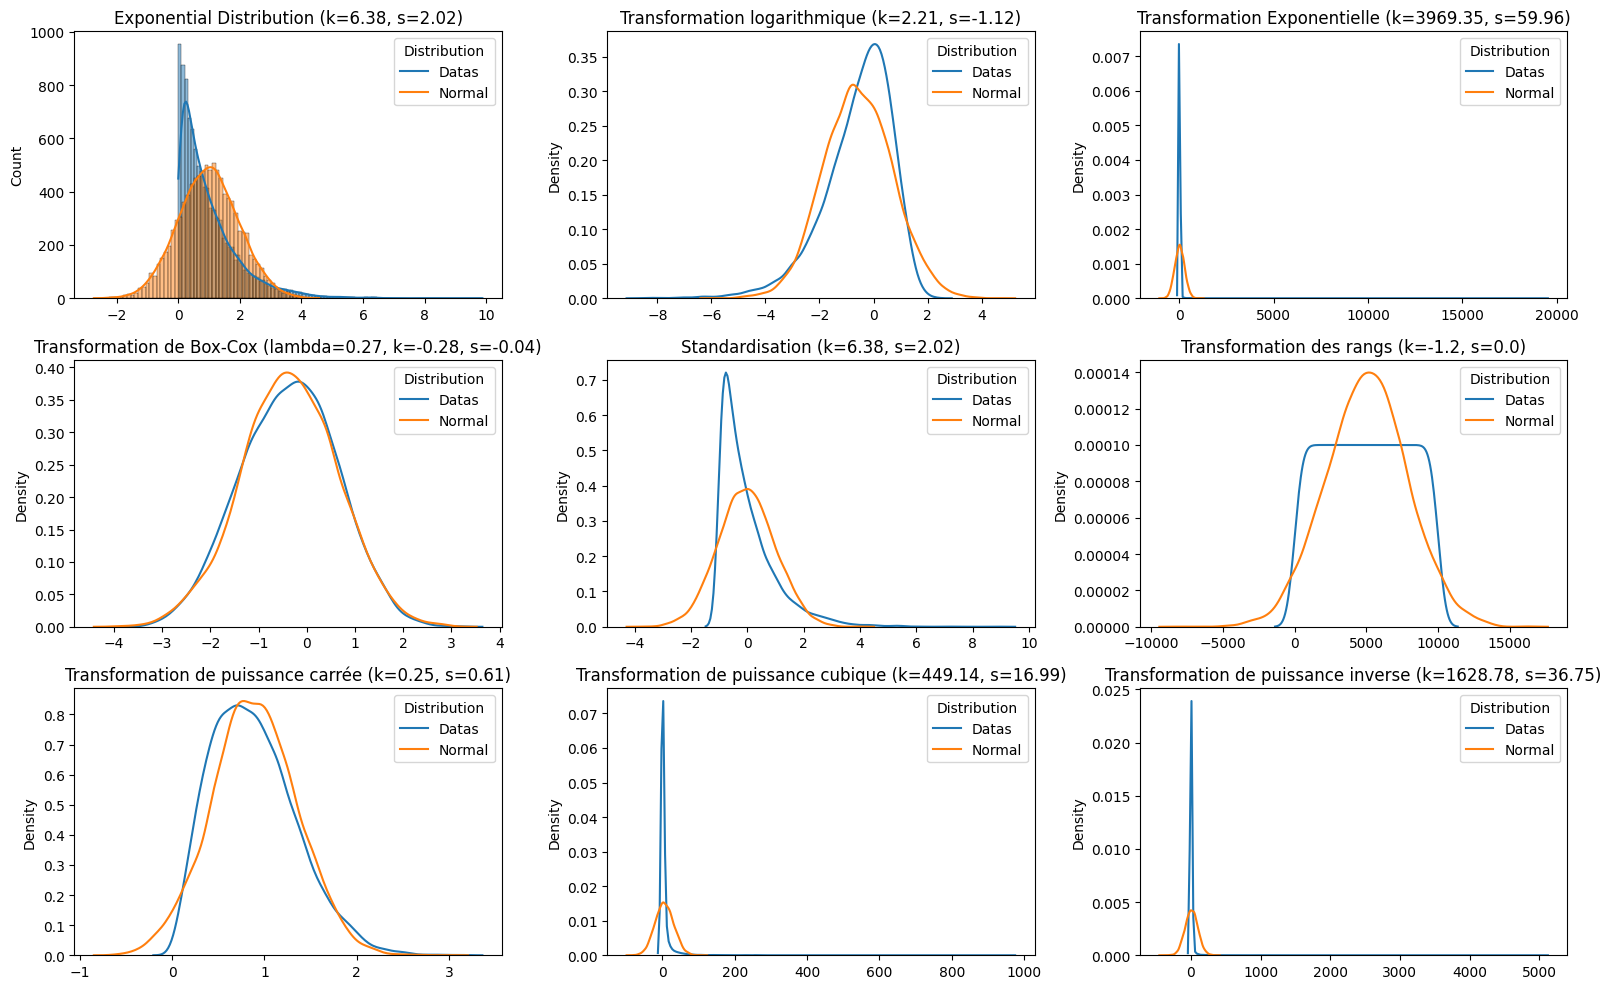 Exponential Distribution (k=6.38, s=2.02)
Count
1000
800
600
400
200
0
−2 0 2 4 6 8 10
Distribution
Datas
Normal
Transformation logarithmique (k=2.21, s=-1.12)
Density
0.35
0.30
0.25
0.20
0.15
0.10
0.05
0.00
−8 −6 −4 −2 0 2 4
Distribution
Datas
Normal
Transformation Exponentielle (k=3969.35, s=59.96)
Density
0.007
0.006
0.005
0.004
0.003
0.002
0.001
0.000
0 5000 10000 15000 20000
Distribution
Datas
Normal
Transformation de Box-Cox (lambda=0.27, k=-0.28, s=-0.04)
Density
0.40
0.35
0.30
0.25
0.20
0.15
0.10
0.05
0.00
−4 −3 −2 −1 0 1 2 3 4
Distribution
Datas
Normal
Standardisation (k=6.38, s=2.02)
Density
0.7
0.6
0.5
0.4
0.3
0.2
0.1
0.0
−4 −2 0 2 4 6 8 10
Distribution
Datas
Normal
Transformation des rangs (k=-1.2, s=0.0)
Density
0.00014
0.00012
0.00010
0.00008
0.00006
0.00004
0.00002
0.00000
−10000 −5000 0 5000 10000 15000
Distribution
Datas
Normal
Transformation de puissance carrée (k=0.25, s=0.61)
Density
0.8
0.7
0.6
0.5
0.4
0.3
0.2
0.1
0.0
−1 0 1 2 3
Distribution
Datas
Normal
Transformation de puissance cubique (k=449.14, s=16.99)
Density
0.07
0.06
0.05
0.04
0.03
0.02
0.01
0.00
0 200 400 600 800 1000
Distribution
Datas
Normal
Transformation de puissance inverse (k=1628.78, s=36.75)
Density
0.025
0.020
0.015
0.010
0.005
0.000
0 1000 2000 3000 4000 5000
Distribution
Datas
Normal